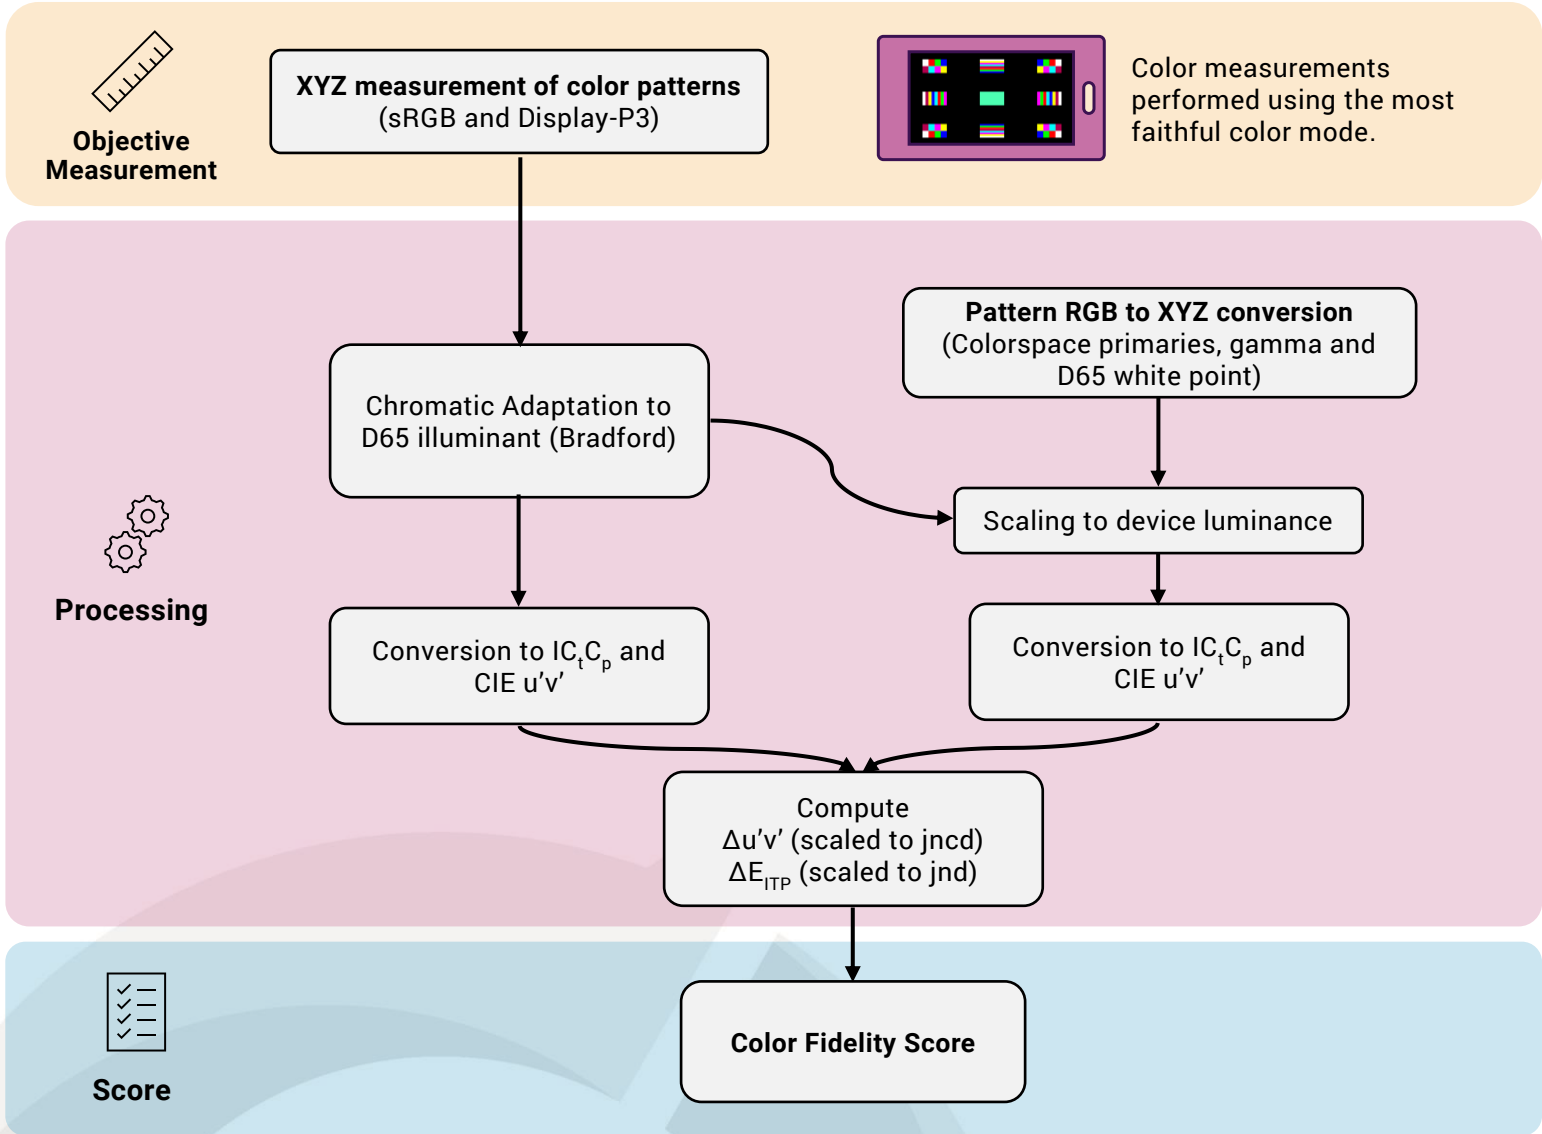 Objective
Measurement
XYZ measurement of color patterns
(sRGB and Display-P3)
Color measurements
performed using the most
faithful color mode.
Processing
Chromatic Adaptation to
D65 illuminant (Bradford)
Pattern RGB to XYZ conversion
(Colorspace primaries, gamma and
D65 white point)
Scaling to device luminance
Conversion to ICtCp and
CIE u’v’
Conversion to ICtCp and
CIE u’v’
Compute
Δu’v’ (scaled to jncd)
ΔEITP (scaled to jnd)
Score
Color Fidelity Score